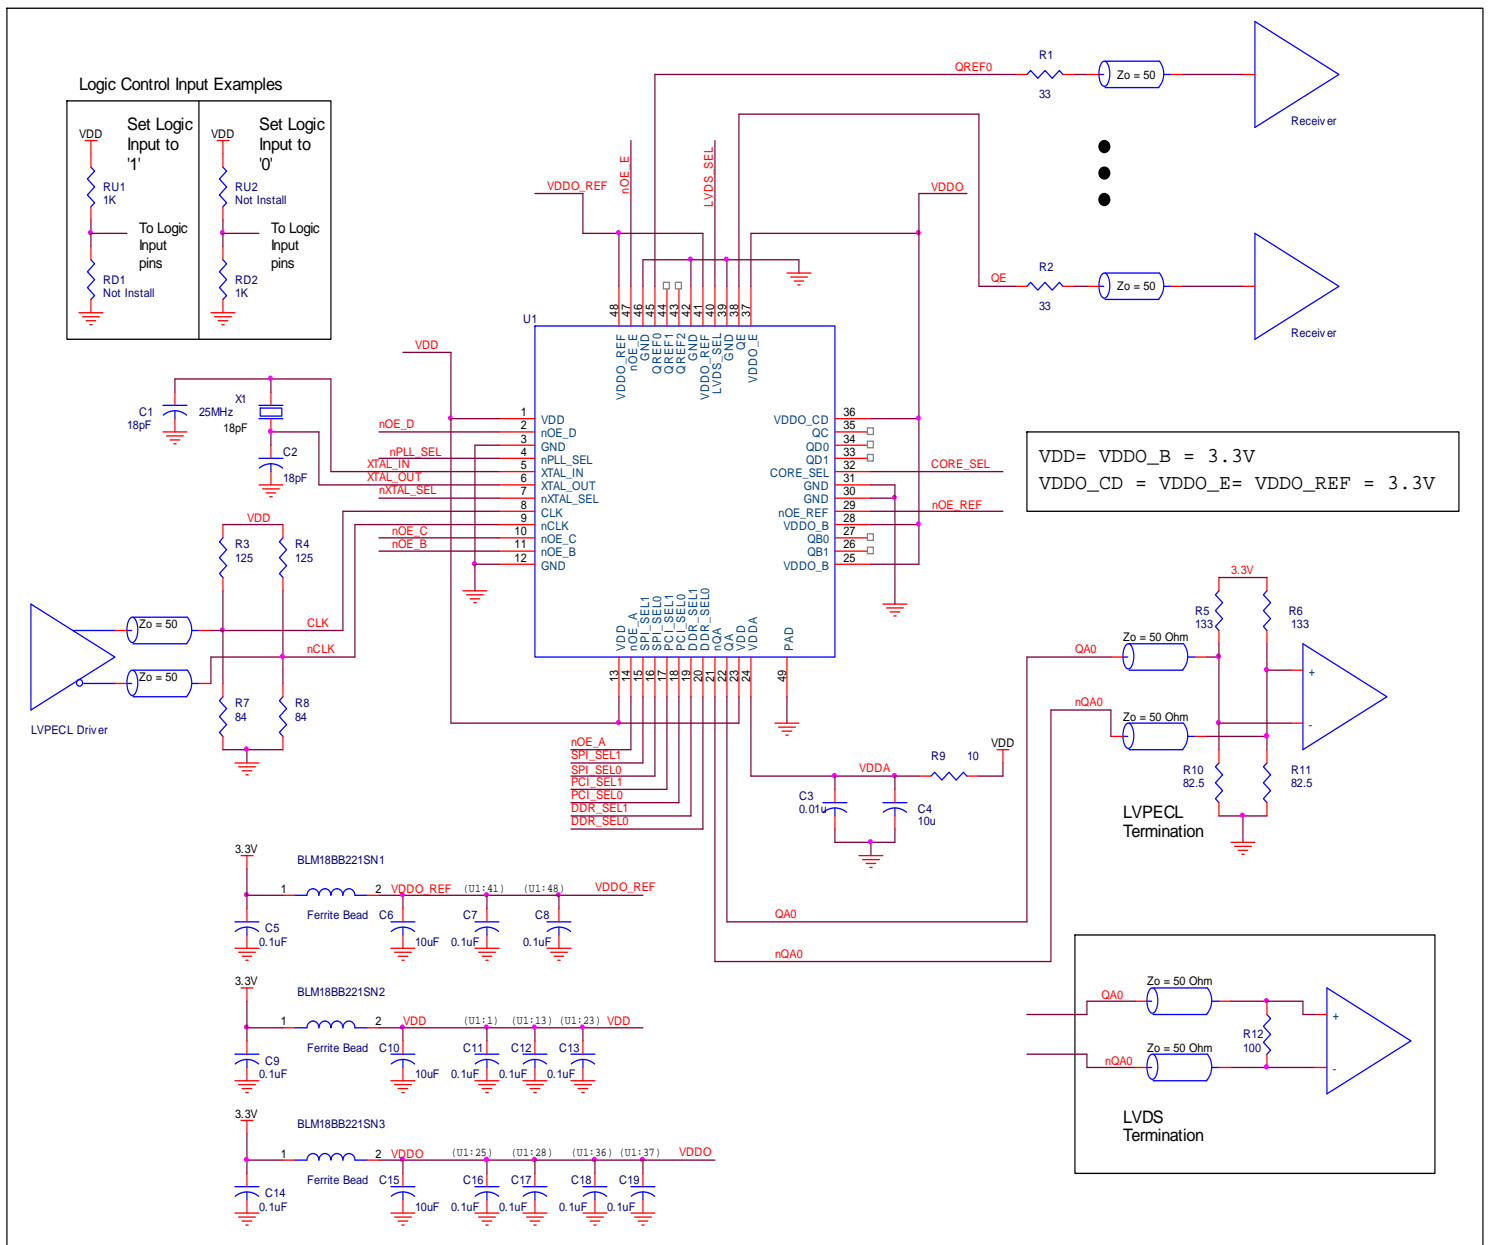 Logic Control Input Examples
VDD
Set Logic
Input to
'1'
RU1
1K
To Logic
Input
pins
RD1
Not Install
VDD
Set Logic
Input to
'0'
RU2
Not Install
To Logic
Input
pins
RD2
1K
QREF0
R1
33
Zo = 50
Receiver
QE
R2
33
Zo = 50
Receiver
VDDO_REF
nOE_E
LVDS_SEL
VDDO
U1
48
47
46
45
44
43
42
41
40
39
38
37
VDDO_REF
nOE_E
GND
QREF0
QREF1
QREF2
GND
VDDO_REF
LVDS_SEL
GND
QE
VDDO_E
VDD
C1
18pF
25MHz
X1
18pF
C2
18pF
nOE_D
nPLL_SEL
XTAL_IN
XTAL_OUT
nXTAL_SEL
nOE_C
nOE_B
1 VDD
2 nOE_D
3 GND
4 nPLL_SEL
5 XTAL_IN
6 XTAL_OUT
7 nXTAL_SEL
8 CLK
9 nCLK
10 nOE_C
11 nOE_B
12 GND
VDDO_CD 36
QC 35
QD0 34
QD1 33
CORE_SEL 32
GND 31
GND 30
nOE_REF 29
VDDO_B 28
QB0 27
QB1 26
VDDO_B 25
CORE_SEL
nOE_REF
VDD= VDDO_B = 3.3V
VDDO_CD = VDDO_E= VDDO_REF = 3.3V
VDD
nOE_A
SPI_SEL1
SPI_SEL0
PCI_SEL1
PCI_SEL0
DDR_SEL1
DDR_SEL0
nQA
QA
VDD
VDDA
PAD
13
14
15
16
17
18
19
20
21
22
23
24
49
VDD
R3
125
R4
125
Zo = 50
CLK
nCLK
Zo = 50
R7
84
R8
84
LVPECL Driver
nOE_A
SPI_SEL1
SPI_SEL0
PCI_SEL1
PCI_SEL0
DDR_SEL1
DDR_SEL0
VDDA
R9 10
VDD
C3
0.01u
C4
10u
3.3V
R5
133
R6
133
QA0
Zo = 50 Ohm
+
nQA0
Zo = 50 Ohm
-
R10
82.5
R11
82.5
LVPECL
Termination
QA0
nQA0
3.3V
BLM18BB221SN1
1
2
VDDO_REF
(U1:41)
(U1:48)
VDDO_REF
Ferrite Bead
C5
0.1uF
C6
10uF
C7
0.1uF
C8
0.1uF
3.3V
BLM18BB221SN2
1
2
VDD
(U1:1)
(U1:13)
(U1:23)
VDD
Ferrite Bead
C9
0.1uF
C10
10uF
C11
0.1uF
C12
0.1uF
C13
0.1uF
3.3V
BLM18BB221SN3
1
2
VDDO
(U1:25)
(U1:28)
(U1:36)
(U1:37)
VDDO
Ferrite Bead
C14
0.1uF
C15
10uF
C16
0.1uF
C17
0.1uF
C18
0.1uF
C19
0.1uF
QA0
Zo = 50 Ohm
+
R12
100
nQA0
Zo = 50 Ohm
-
LVDS
Termination